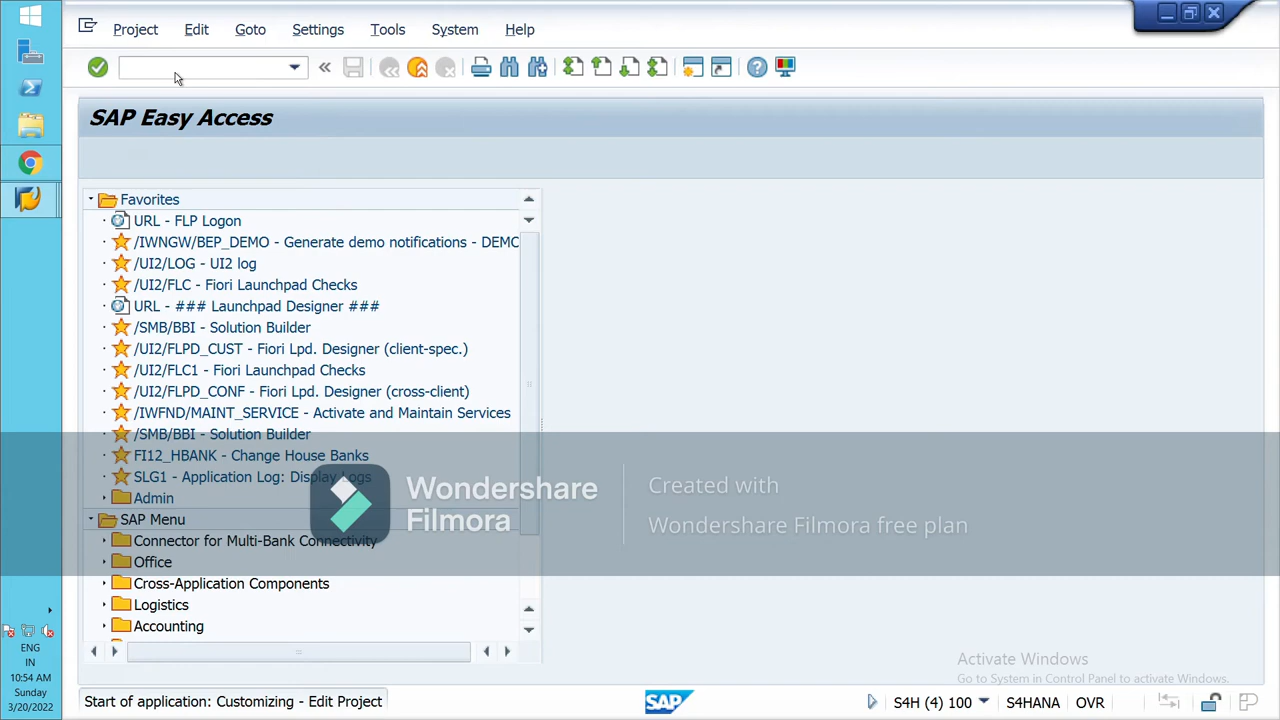 Project Edit Goto Settings Tools System Help
SAP Easy Access
Favorites
URL - FLP Logon
/IWNGW/BEP_DEMO - Generate demo notifications - DEMO
/UI2/LOG - UI2 log
/UI2/FLC - Fiori Launchpad Checks
URL - ### Launchpad Designer ###
/SMB/BBI - Solution Builder
/UI2/FLPD_CUST - Fiori Lpd. Designer (client-spec.)
/UI2/FLC1 - Fiori Launchpad Checks
/UI2/FLPD_CONF - Fiori Lpd. Designer (cross-client)
/IWFND/MAINT_SERVICE - Activate and Maintain Services
/SMB/BBI - Solution Builder
FI12_HBANK - Change House Banks
SLG1 - Application Log: Display Logs
Admin
SAP Menu
Connector for Multi-Bank Connectivity
Office
Cross-Application Components
Logistics
Accounting
Wondershare
Filmora
Created with
Wondershare Filmora free plan
Activate Windows
Go to System in Control Panel to activate Windows.
ENG
IN
10:54 AM
Sunday
3/20/2022
Start of application: Customizing - Edit Project
SAP
S4H (4) 100
S4HANA
OVR